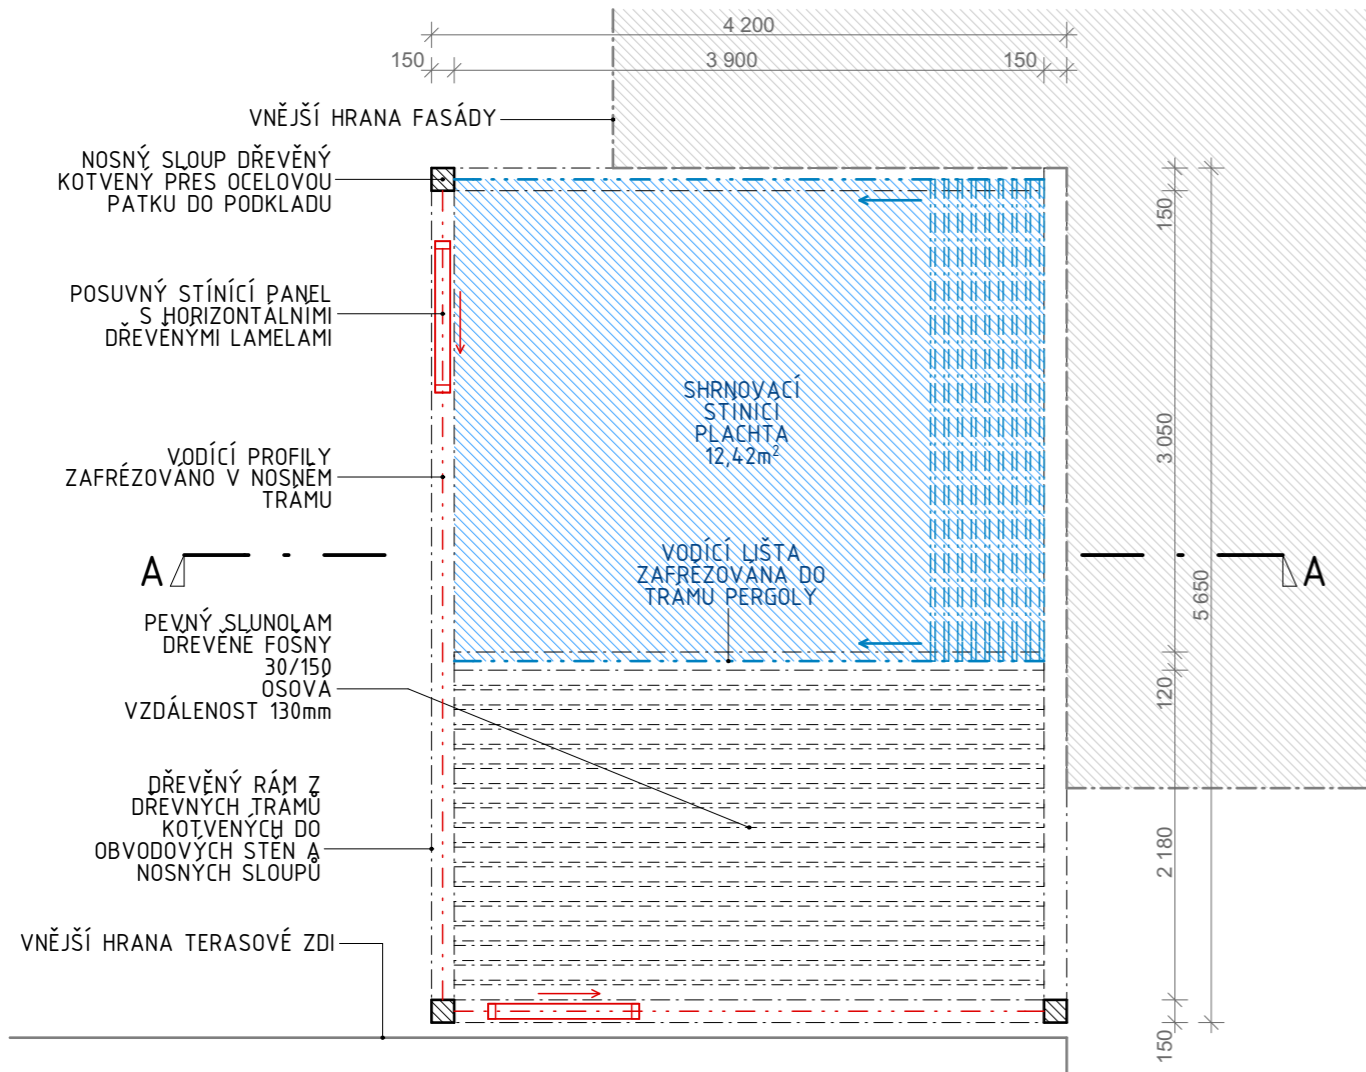 4 200
150
3 900
150
VNĚJŠÍ HRANA FASÁDY
NOSNÝ SLOUP DŘEVĚNÝ
KOTVENÝ PŘES OCELOVOU
PATKU DO PODKLADU
150
POSUVNÝ STÍNÍCÍ PANEL
S HORIZONTÁLNÍMI
DŘEVĚNÝMI LAMELAMI
SHRNOVACÍ
STÍNÍCÍ
PLACHTA
12,42m²
3 050
VODÍCÍ PROFILY
ZAFRÉZOVÁNO V NOSNÉM
TRÁMU
A
VODÍCÍ LIŠTA
ZAFRÉZOVÁNA DO
TRÁMU PERGOLY
A
5 650
PEVNÝ SLUNOLAM
DŘEVĚNÉ FOŠNY
30/150
OSOVÁ
VZDÁLENOST 130mm
120
DŘEVĚNÝ RÁM Z
DŘEVNÝCH TRÁMŮ
KOTVENÝCH DO
OBVODOVÝCH STĚN A
NOSNÝCH SLOUPŮ
2 180
VNĚJŠÍ HRANA TERASOVÉ ZDI
150